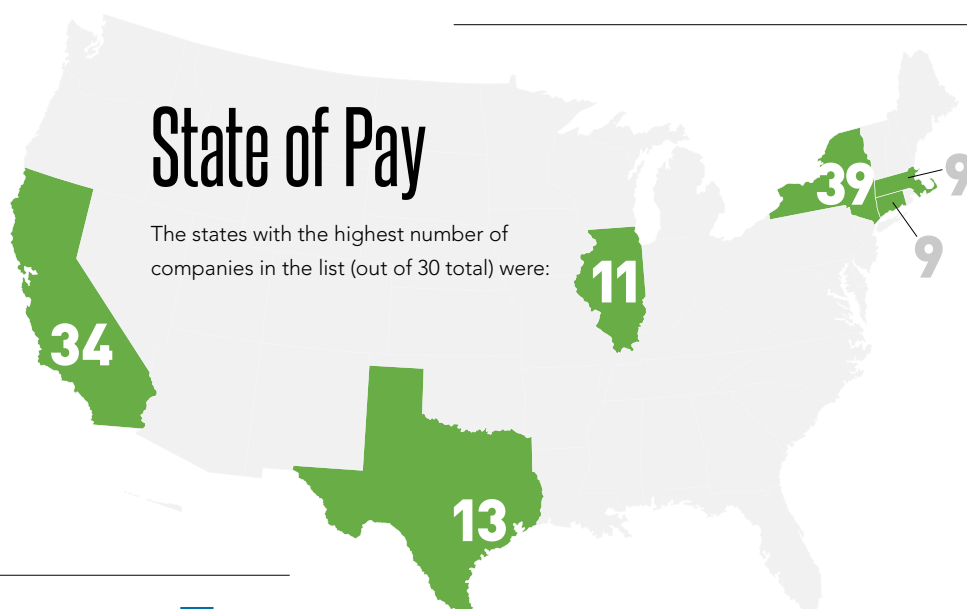 State of Pay
The states with the highest number of
companies in the list (out of 30 total) were:
39
9
9
11
34
13